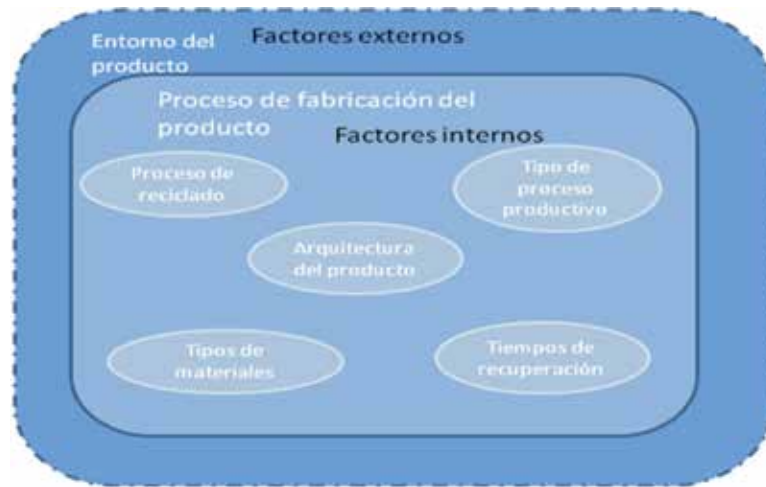 Entorno del
producto
Factores externos
Proceso de fabricación del
producto
Factores internos
Proceso de
reciclado
Tipo de
proceso
productivo
Arquitectura
del producto
Tipos de
materiales
Tiempos de
recuperación